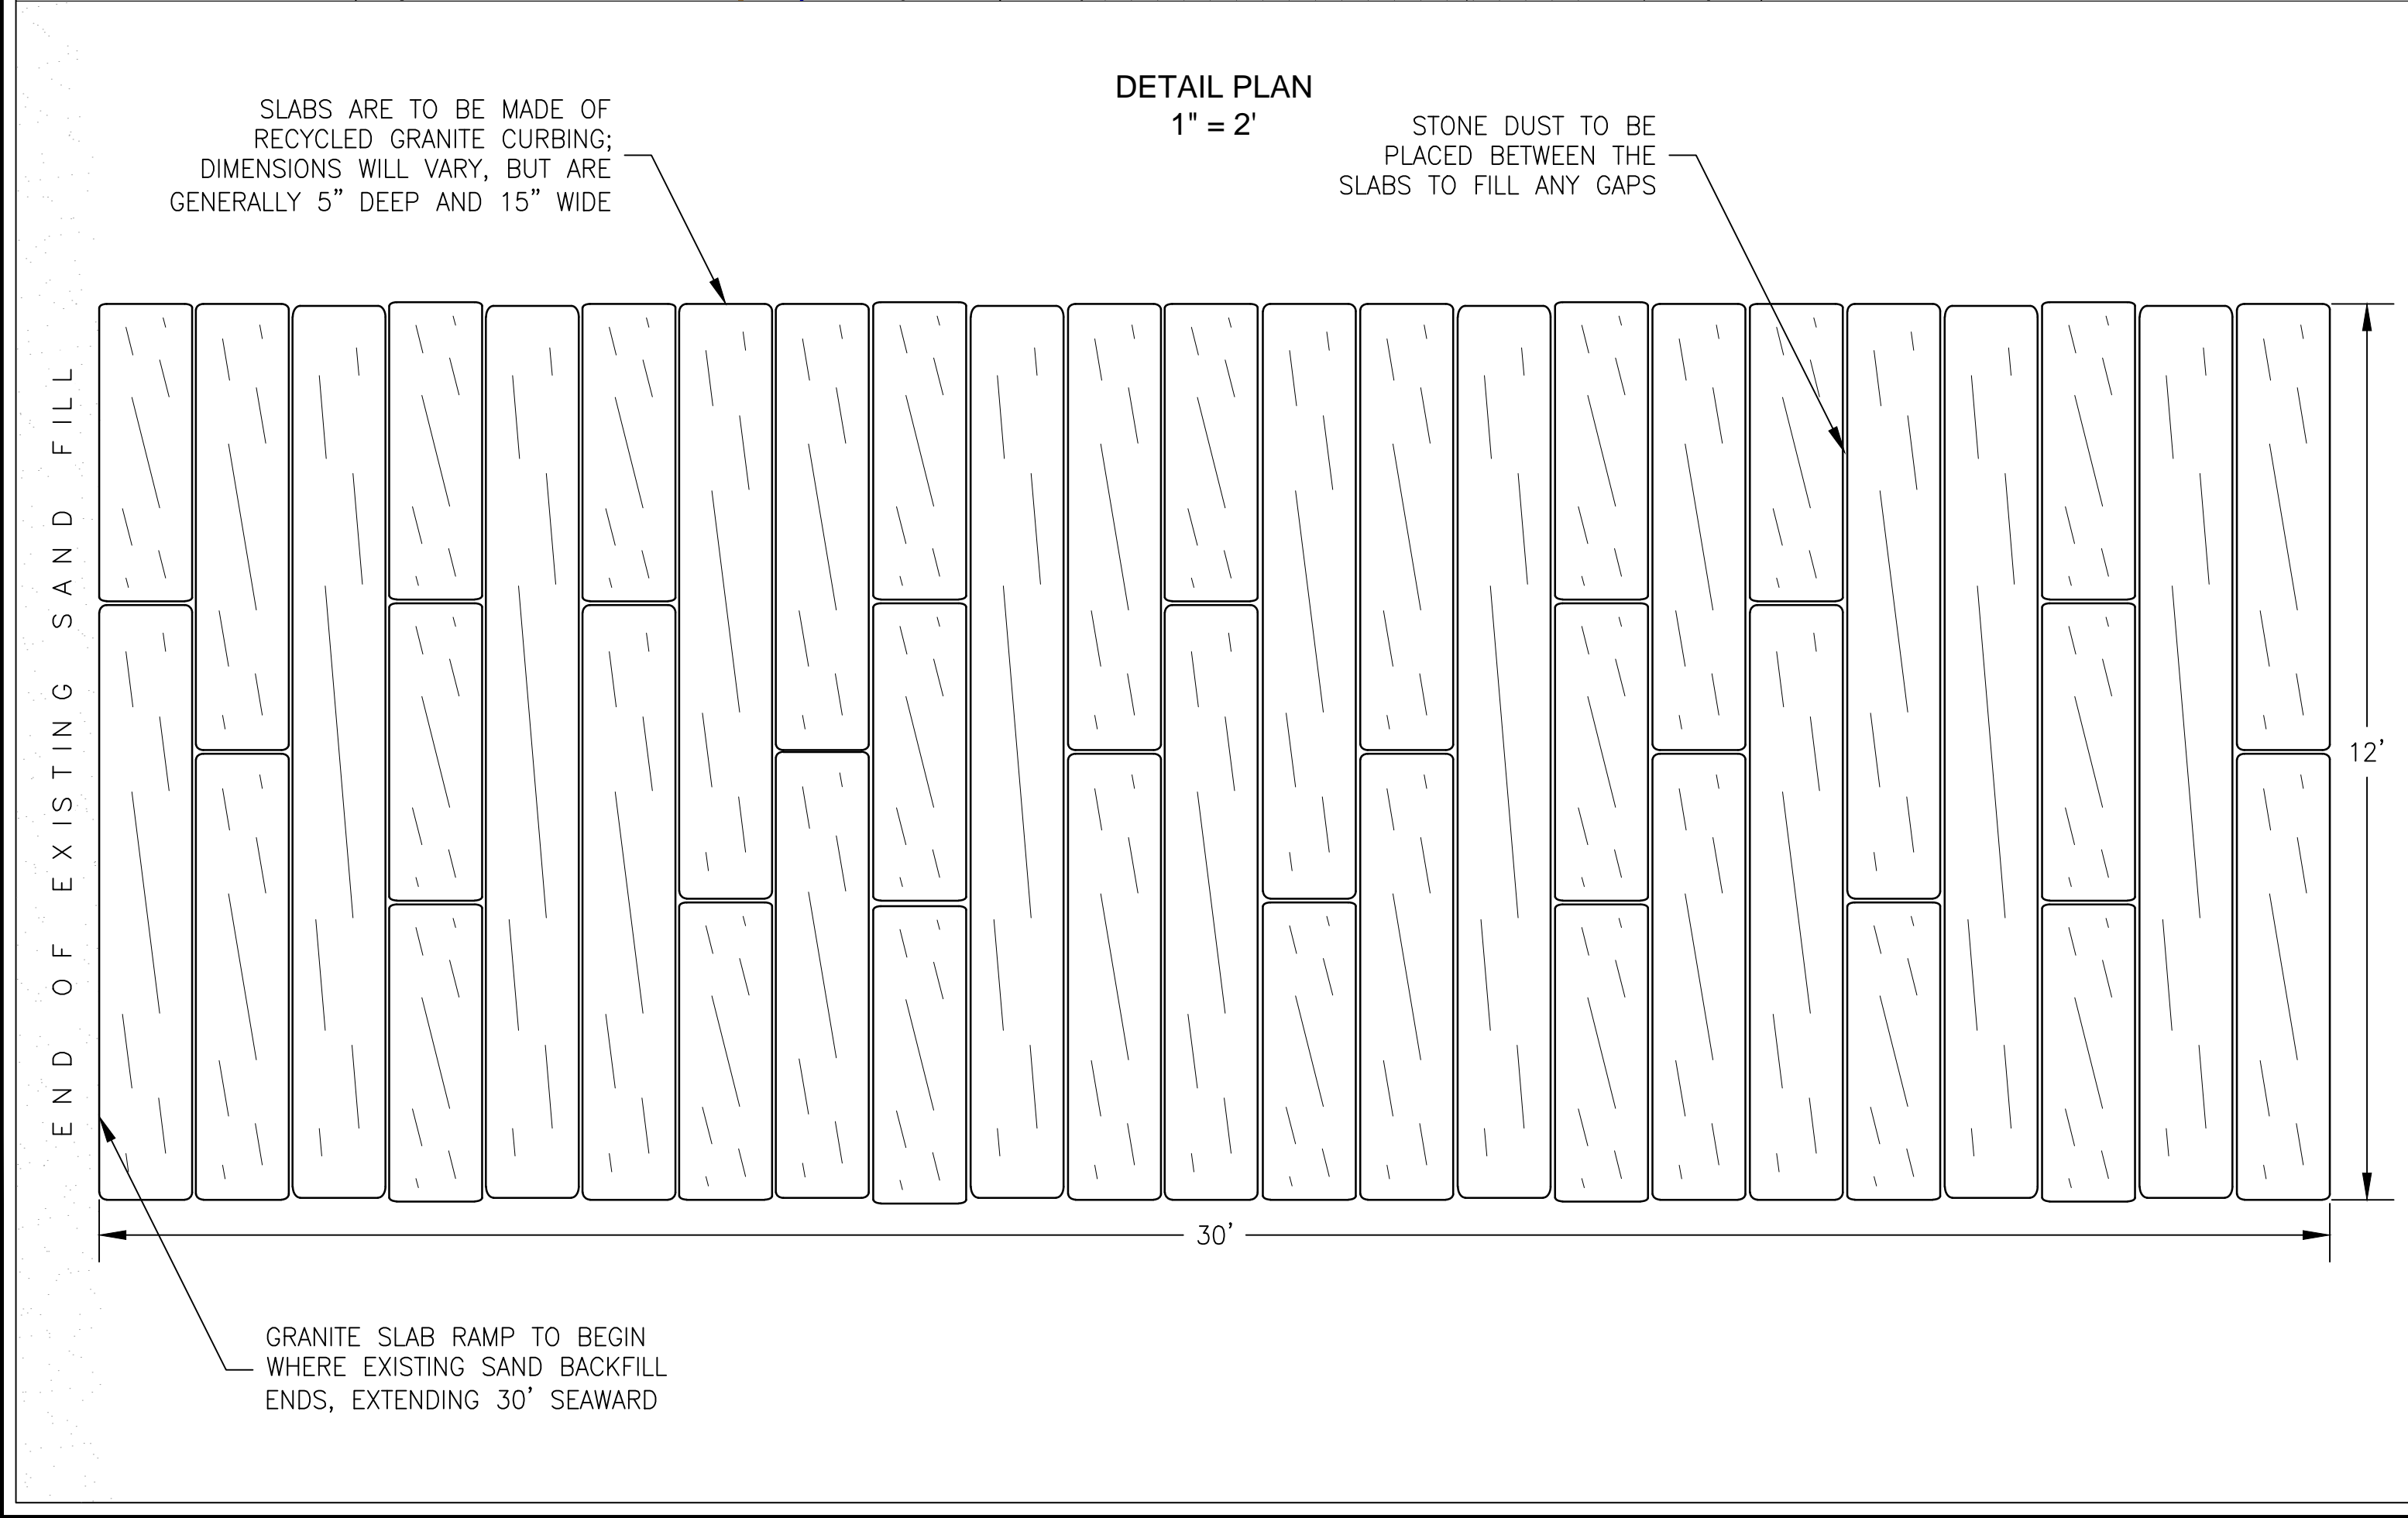 DETAIL PLAN
1" = 2'
SLABS ARE TO BE MADE OF
RECYCLED GRANITE CURBING;
DIMENSIONS WILL VARY, BUT ARE
GENERALLY 5” DEEP AND 15” WIDE
STONE DUST TO BE
PLACED BETWEEN THE
SLABS TO FILL ANY GAPS
END OF EXISTING SAND FILL
12’
30’
GRANITE SLAB RAMP TO BEGIN
WHERE EXISTING SAND BACKFILL
ENDS, EXTENDING 30’ SEAWARD